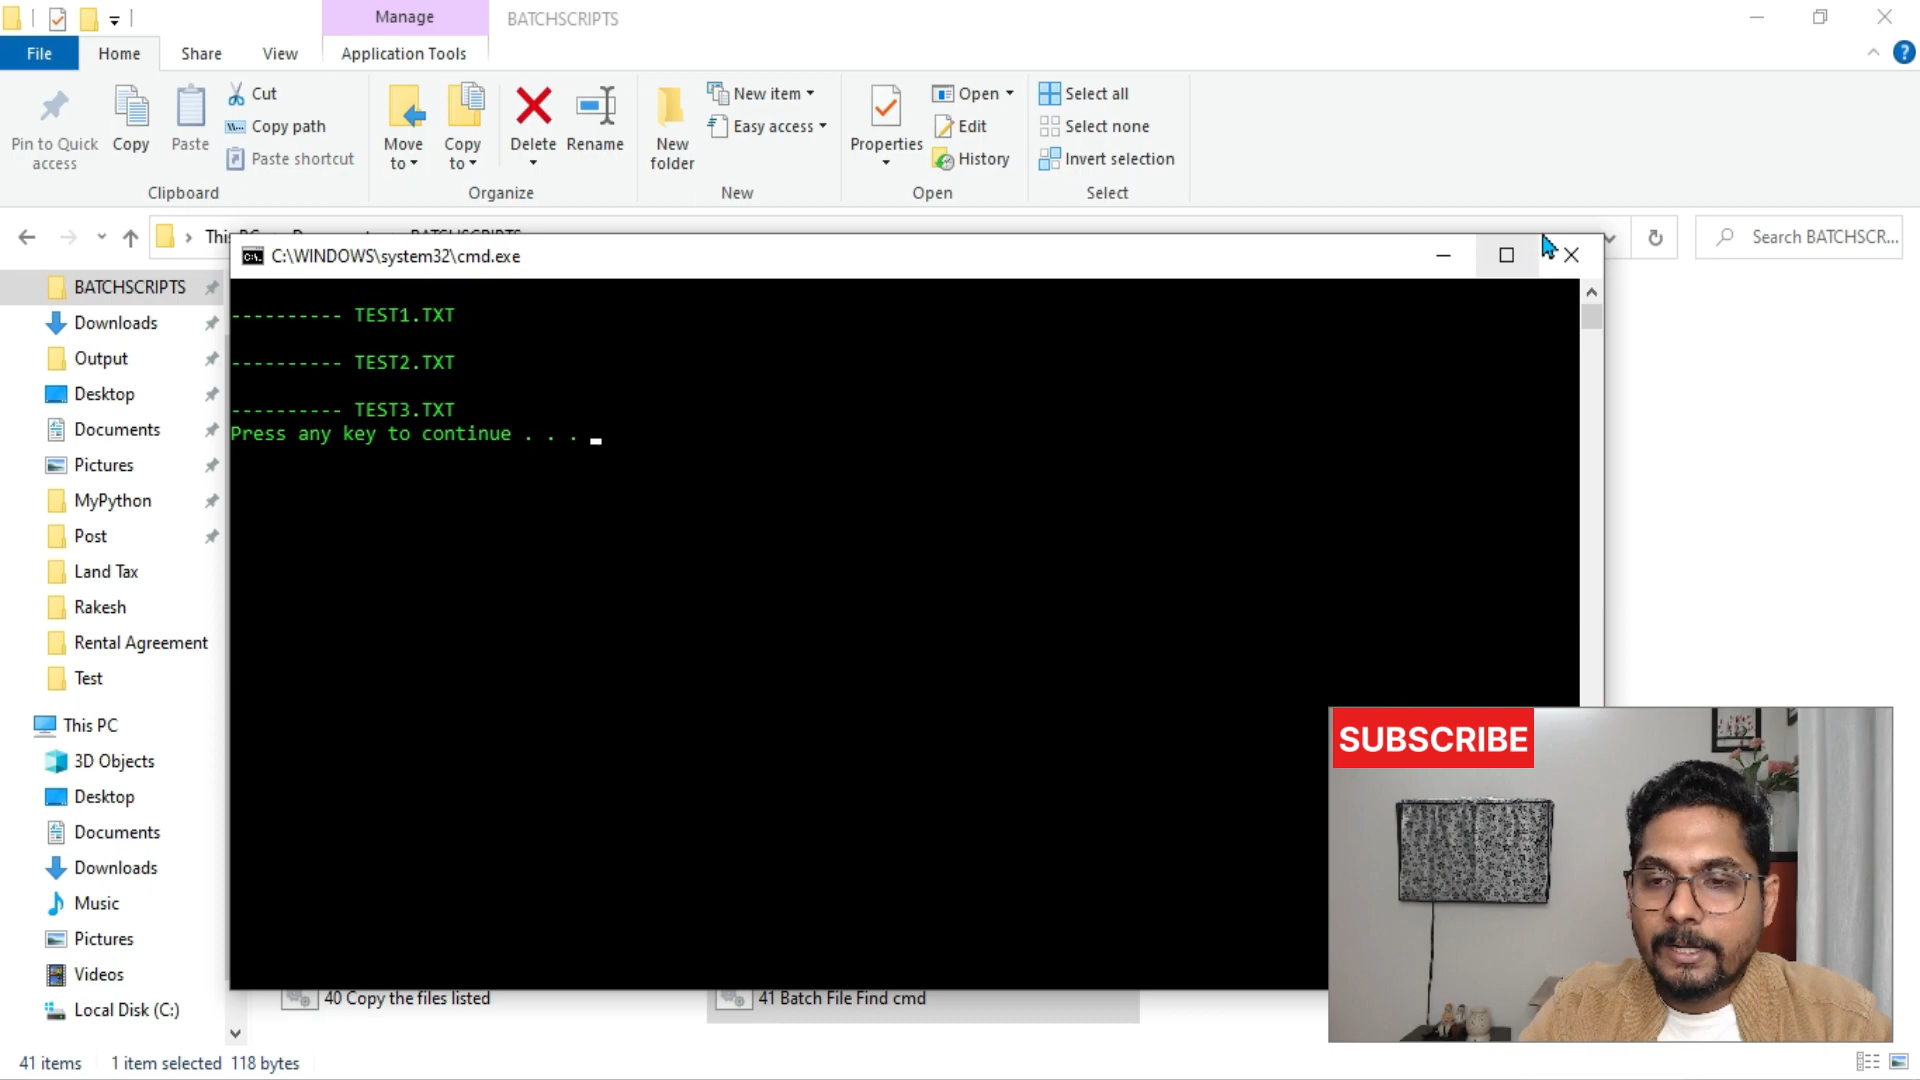 Manage
BATCHSCRIPTS
File
Home
Share
View
Application Tools
Pin to Quick access
Copy
Paste
Cut
Copy path
Paste shortcut
Clipboard
Move to
Copy to
Delete
Rename
Organize
New folder
New item
Easy access
New
Properties
Open
Edit
History
Open
Select all
Select none
Invert selection
Select
Search BATCHSCR...
C:\WINDOWS\system32\cmd.exe
---------- TEST1.TXT
---------- TEST2.TXT
---------- TEST3.TXT
Press any key to continue . . .
BATCHSCRIPTS
Downloads
Output
Desktop
Documents
Pictures
MyPython
Post
Land Tax
Rakesh
Rental Agreement
Test
This PC
3D Objects
Desktop
Documents
Downloads
Music
Pictures
Videos
Local Disk (C:)
40 Copy the files listed
41 Batch File Find cmd
SUBSCRIBE
41 items
1 item selected 118 bytes